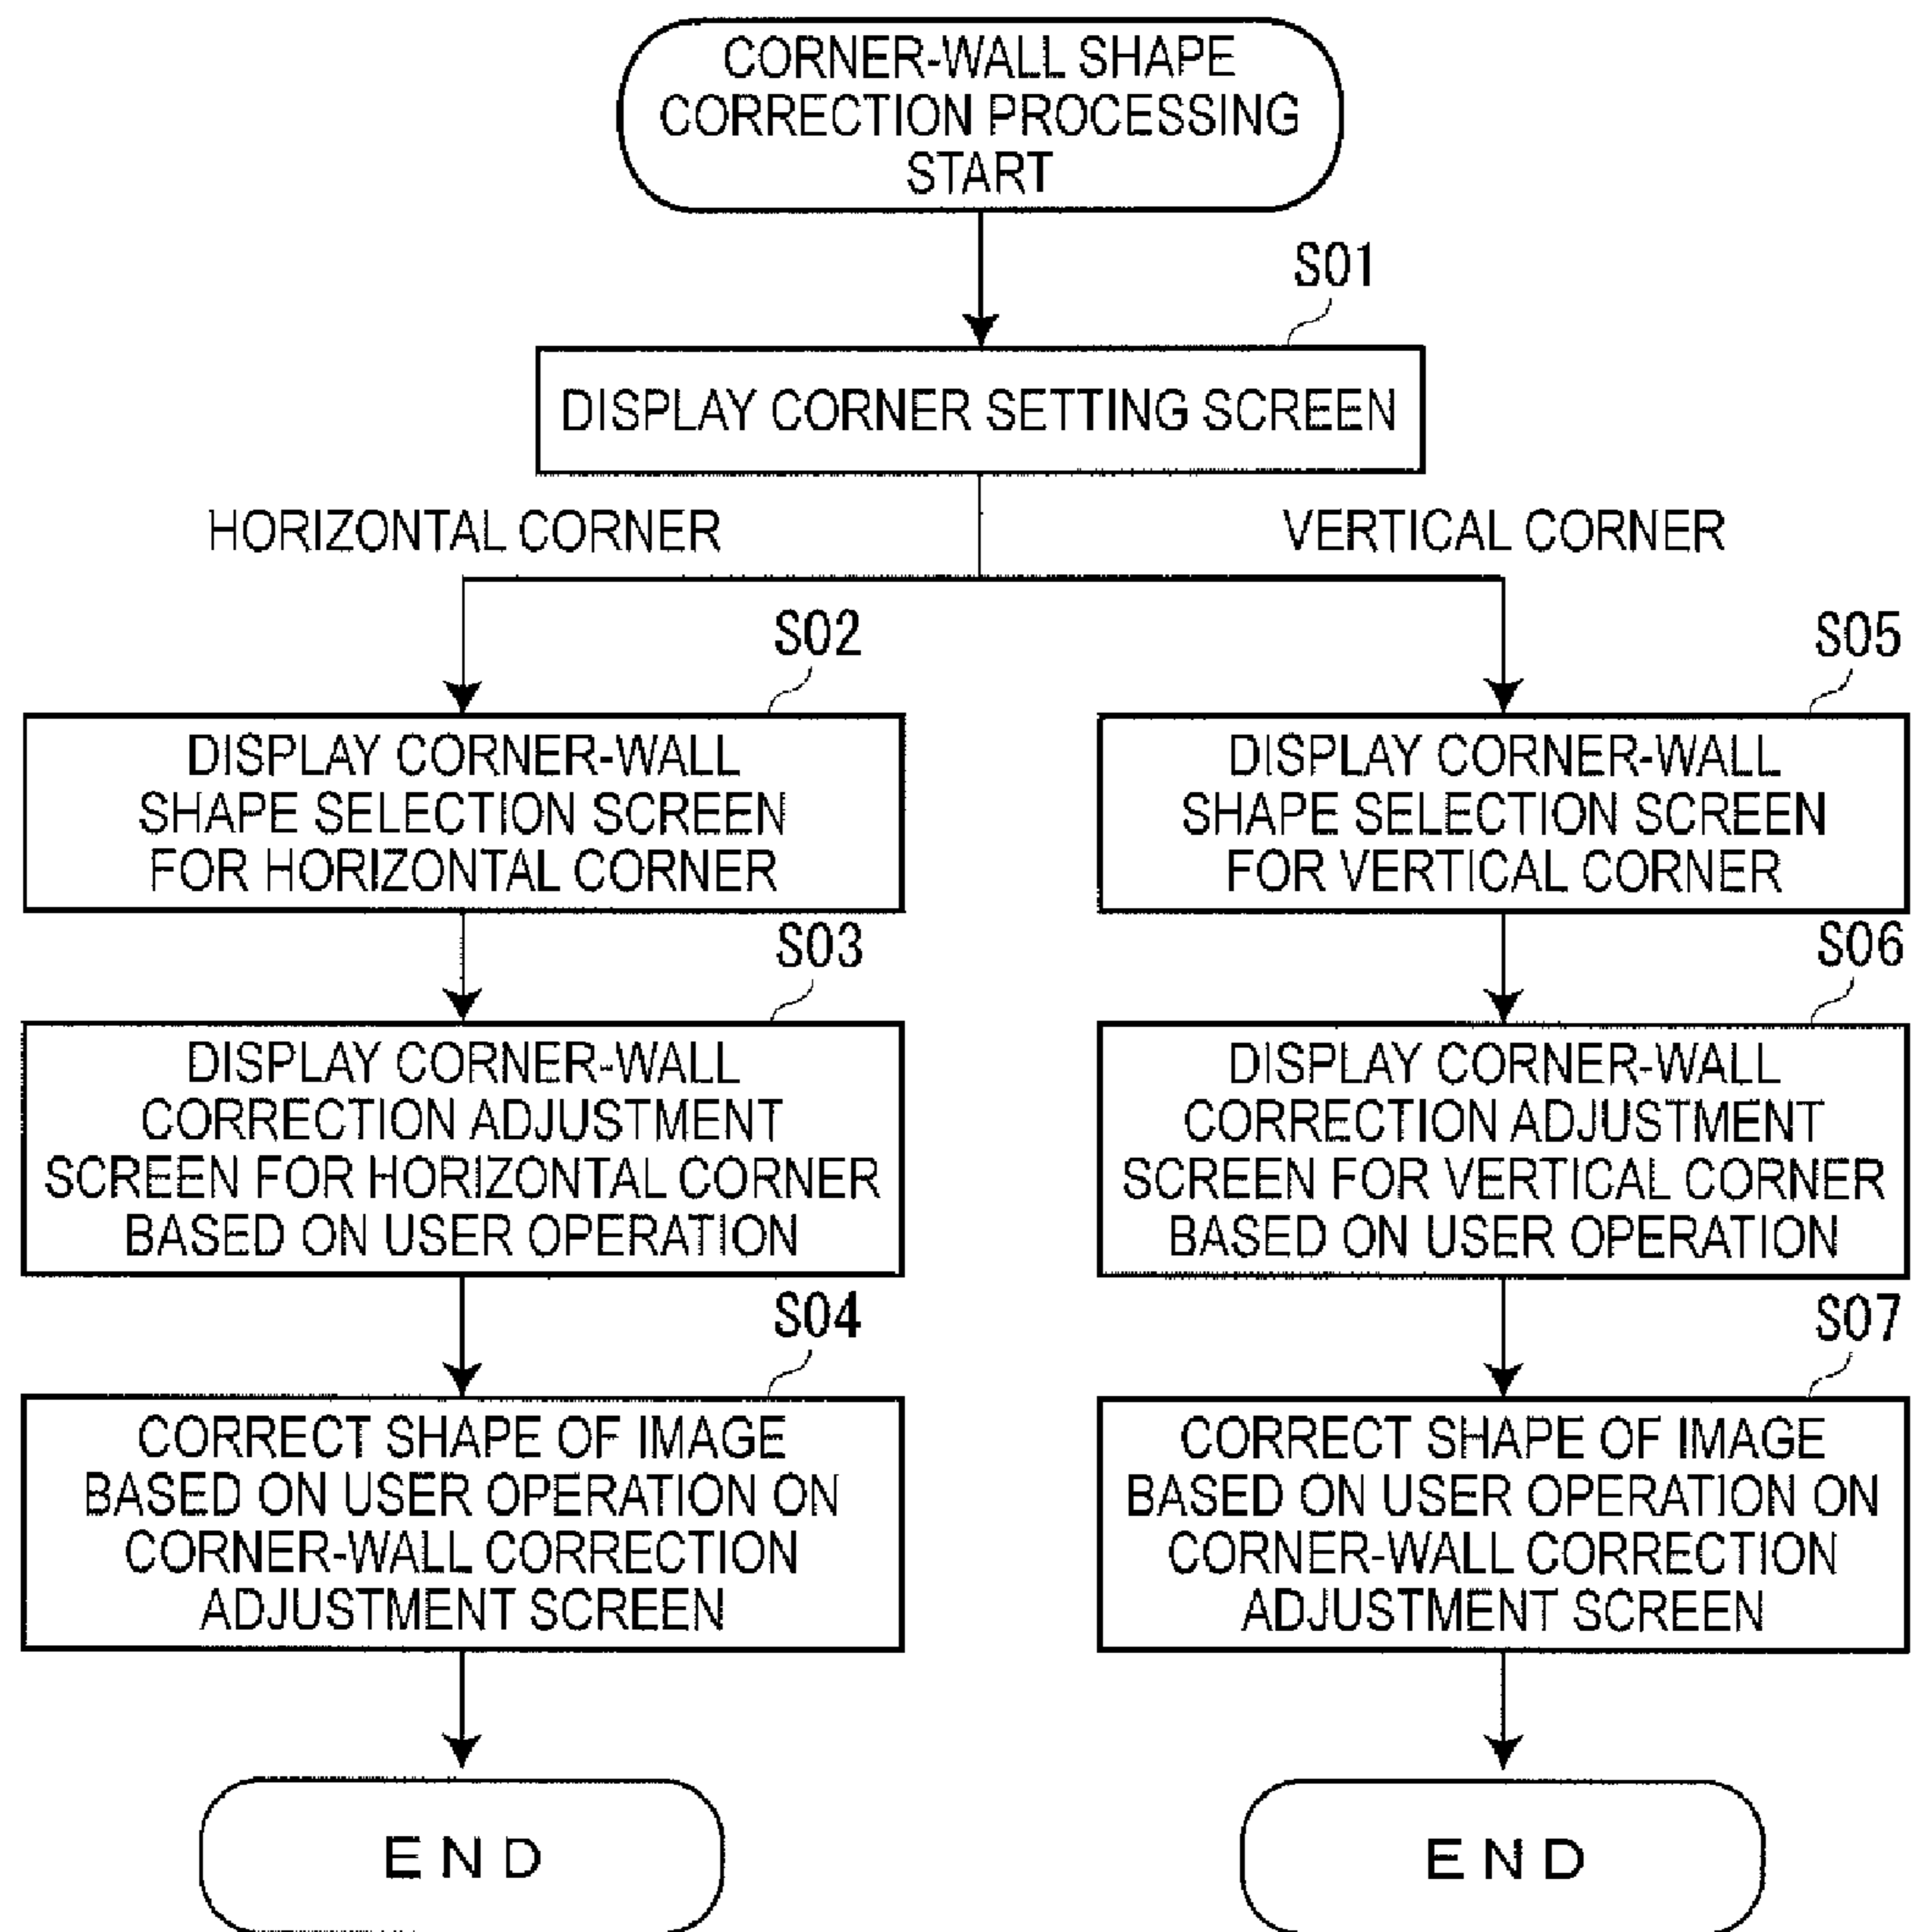 CORNER-WALL SHAPE
CORRECTION PROCESSING
START
S01
DISPLAY CORNER SETTING SCREEN
HORIZONTAL CORNER
VERTICAL CORNER
S02
DISPLAY CORNER-WALL
SHAPE SELECTION SCREEN
FOR HORIZONTAL CORNER
S03
DISPLAY CORNER-WALL
CORRECTION ADJUSTMENT
SCREEN FOR HORIZONTAL CORNER
BASED ON USER OPERATION
S04
CORRECT SHAPE OF IMAGE
BASED ON USER OPERATION ON
CORNER-WALL CORRECTION
ADJUSTMENT SCREEN
END
S05
DISPLAY CORNER-WALL
SHAPE SELECTION SCREEN
FOR VERTICAL CORNER
S06
DISPLAY CORNER-WALL
CORRECTION ADJUSTMENT
SCREEN FOR VERTICAL CORNER
BASED ON USER OPERATION
S07
CORRECT SHAPE OF IMAGE
BASED ON USER OPERATION ON
CORNER-WALL CORRECTION
ADJUSTMENT SCREEN
END